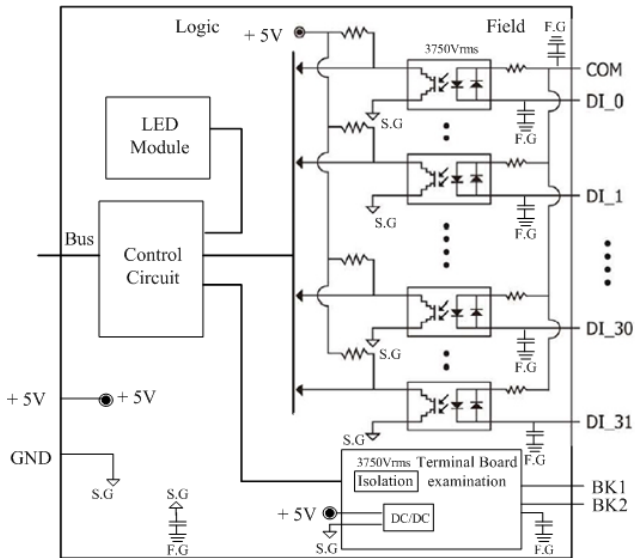 Logic
Field
+ 5V
F.G
3750Vrms
COM
DI_0
S.G
F.G
LED
Module
DI_1
S.G
F.G
Bus
Control
Circuit
DI_30
S.G
F.G
+ 5V
+ 5V
DI_31
S.G
F.G
GND
3750Vrms
Terminal Board
Isolation
examination
BK1
BK2
S.G
S.G
+ 5V
DC/DC
S.G
F.G
F.G